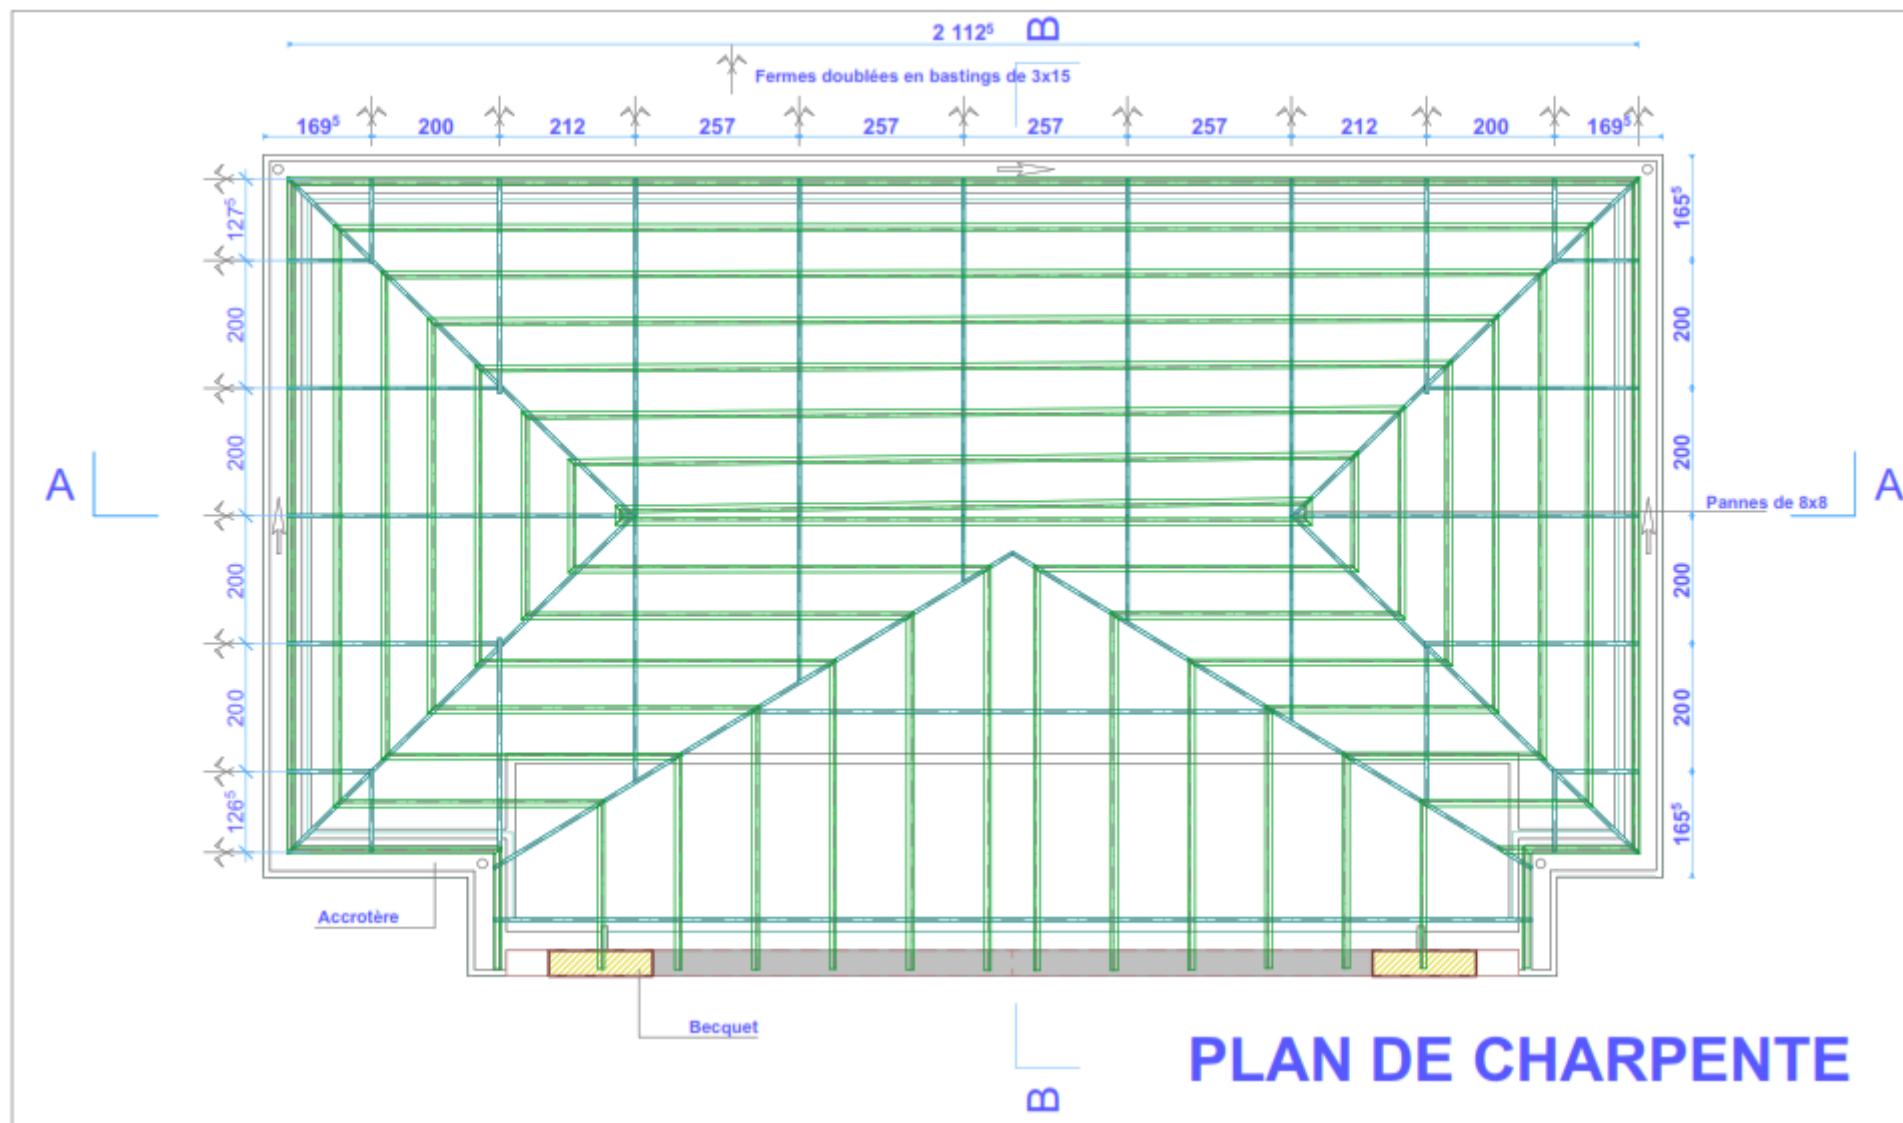 2 112⁵
B
Fermes doublées en bastings de 3x15
169⁵ 200 212 257 257 257 257 212 200 169⁵
127⁵
165⁵
200
200
200
200
A
A
Pannes de 8x8
200
200
200
200
126⁵
165⁵
Accrotère
Becquet
PLAN DE CHARPENTE
B